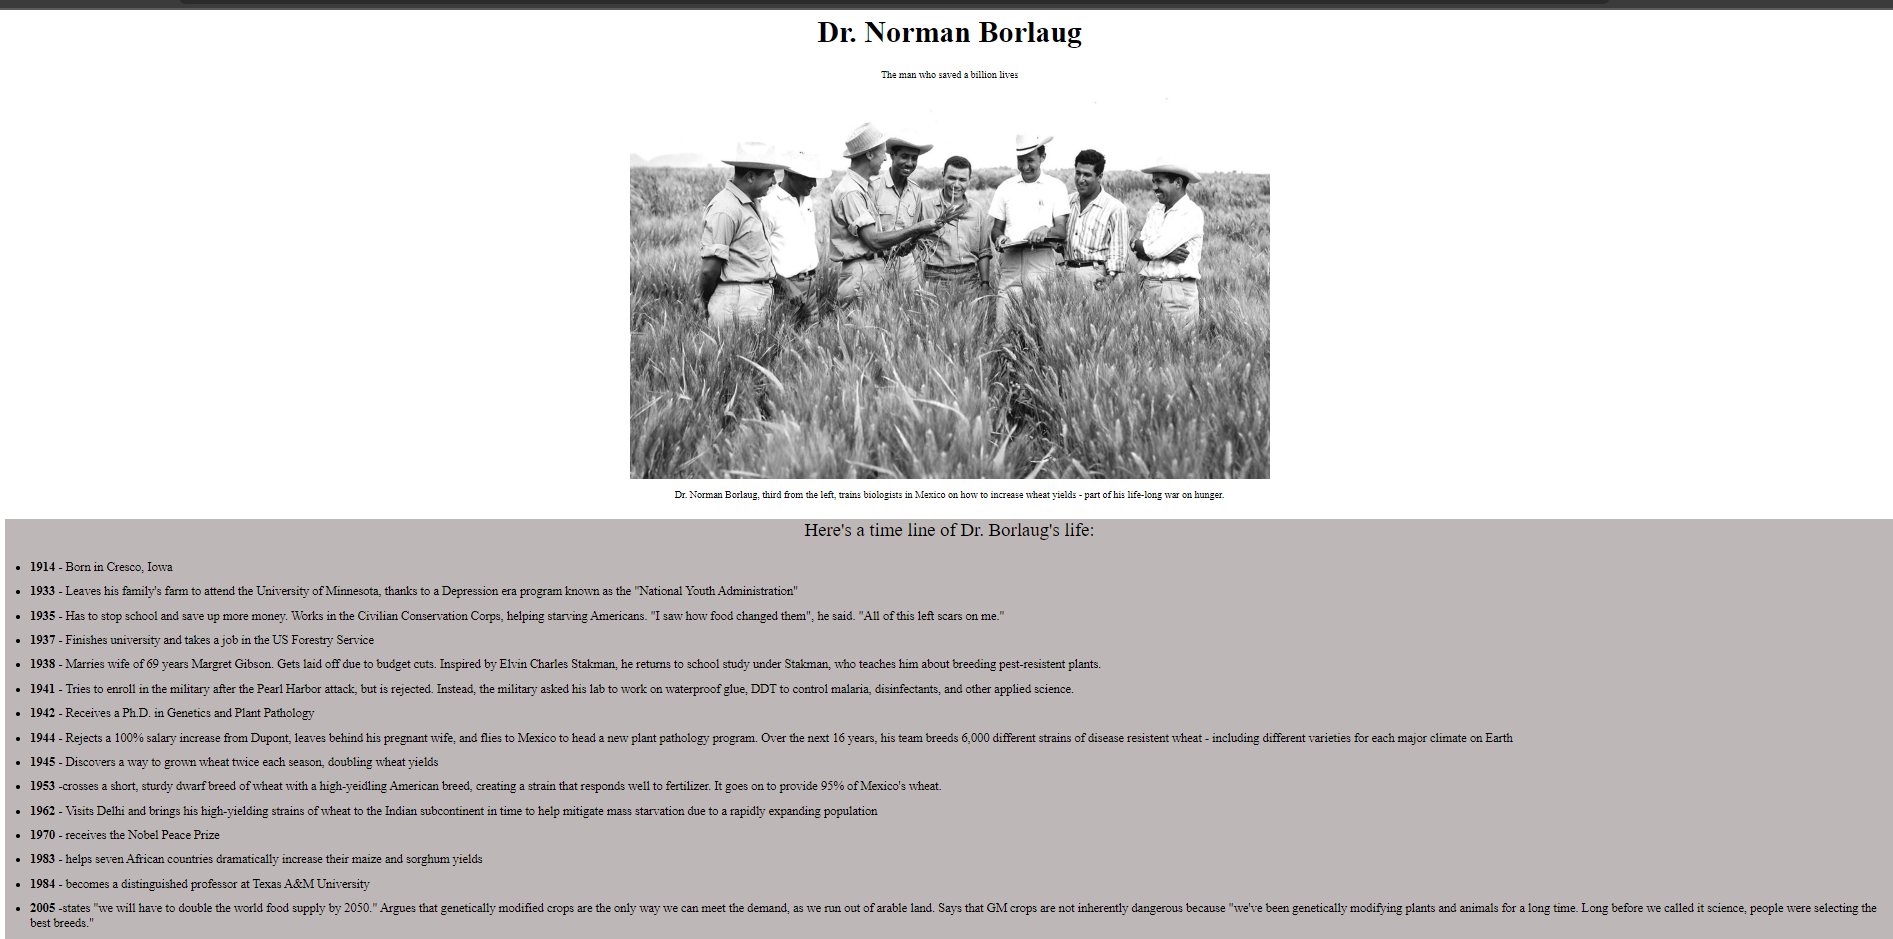 Dr. Norman Borlaug
The man who saved a billion lives
Dr. Norman Borlaug, third from the left, trains biologists in Mexico on how to increase wheat yields - part of his life-long war on hunger.
Here's a time line of Dr. Borlaug's life:
1914 - Born in Cresco, Iowa
1933 - Leaves his family's farm to attend the University of Minnesota, thanks to a Depression era program known as the "National Youth Administration"
1935 - Has to stop school and save up more money. Works in the Civilian Conservation Corps, helping starving Americans. "I saw how food changed them", he said. "All of this left scars on me."
1937 - Finishes university and takes a job in the US Forestry Service
1938 - Marries wife of 69 years Margret Gibson. Gets laid off due to budget cuts. Inspired by Elvin Charles Stakman, he returns to school study under Stakman, who teaches him about breeding pest-resistent plants.
1941 - Tries to enroll in the military after the Pearl Harbor attack, but is rejected. Instead, the military asked his lab to work on waterproof glue, DDT to control malaria, disinfectants, and other applied science.
1942 - Receives a Ph.D. in Genetics and Plant Pathology
1944 - Rejects a 100% salary increase from Dupont, leaves behind his pregnant wife, and flies to Mexico to head a new plant pathology program. Over the next 16 years, his team breeds 6,000 different strains of disease resistent wheat - including different varieties for each major climate on Earth
1945 - Discovers a way to grown wheat twice each season, doubling wheat yields
1953 -crosses a short, sturdy dwarf breed of wheat with a high-yeidling American breed, creating a strain that responds well to fertilizer. It goes on to provide 95% of Mexico's wheat.
1962 - Visits Delhi and brings his high-yielding strains of wheat to the Indian subcontinent in time to help mitigate mass starvation due to a rapidly expanding population
1970 - receives the Nobel Peace Prize
1983 - helps seven African countries dramatically increase their maize and sorghum yields
1984 - becomes a distinguished professor at Texas A&M University
2005 -states "we will have to double the world food supply by 2050." Argues that genetically modified crops are the only way we can meet the demand, as we run out of arable land. Says that GM crops are not inherently dangerous because "we've been genetically modifying plants and animals for a long time. Long before we called it science, people were selecting the
best breeds."